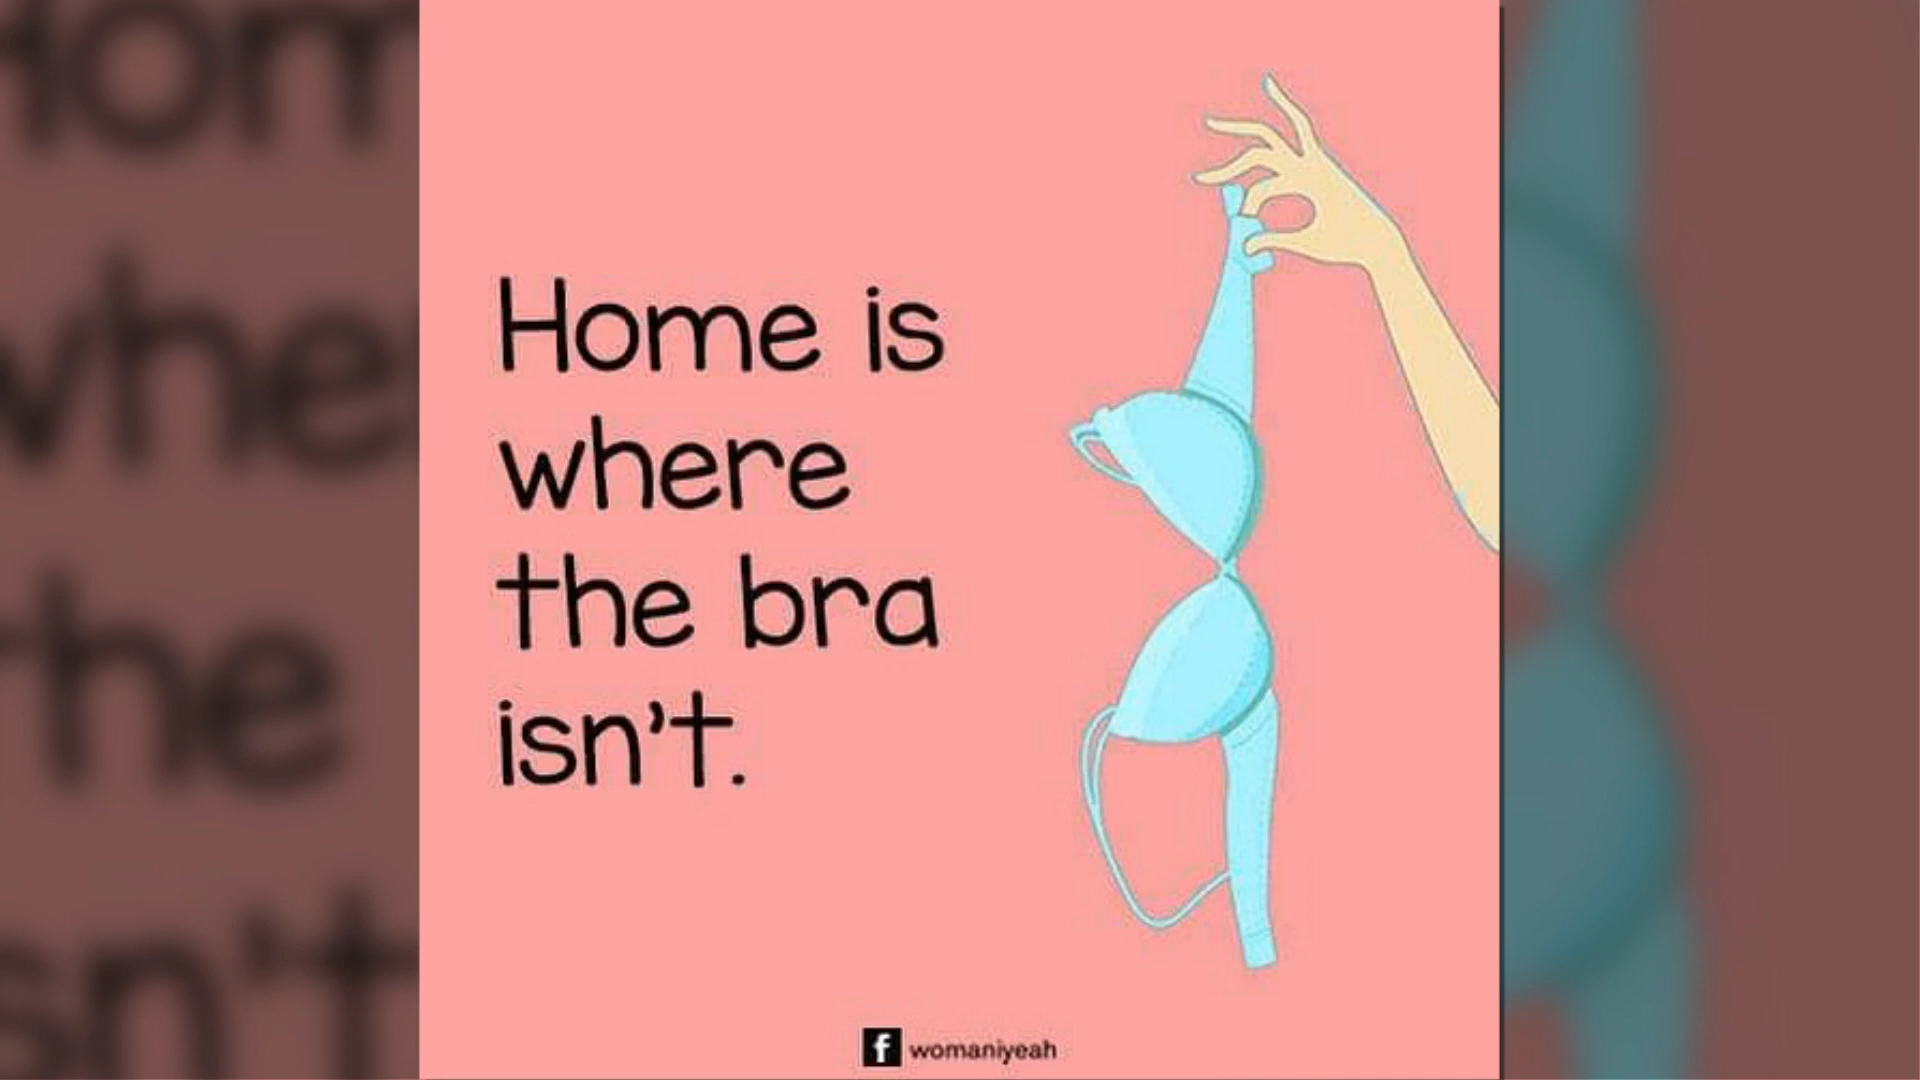 Home is
where
the bra
isn't.
f womaniyeah